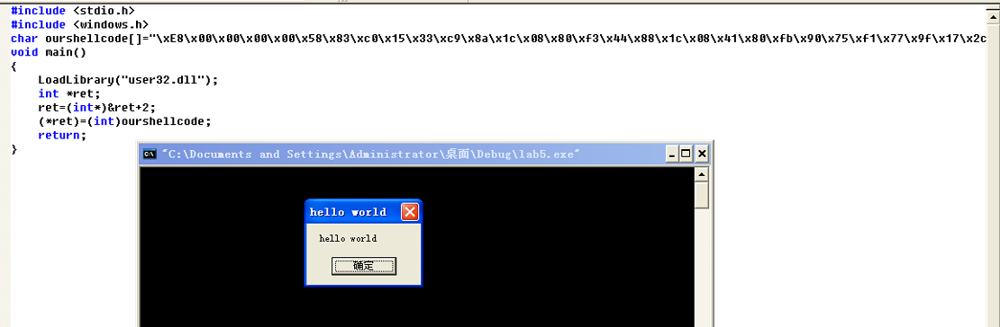 #include <stdio.h>
#include <windows.h>
char ourshellcode[]="\xE8\x00\x00\x00\x00\x58\x83\xc0\x15\x33\xc9\x8a\x1c\x08\x80\xf3\x44\x88\x1c\x08\x41\x80\xfb\x90\x75\xf1\x77\x9f\x17\x2c
void main()
{
    LoadLibrary("user32.dll");
    int *ret;
    ret=(int*)&ret+2;
    (*ret)=(int)ourshellcode;
    return;
}
"C:\Documents and Settings\Administrator\桌面\Debug\lab5.exe"
hello world
hello world
确定